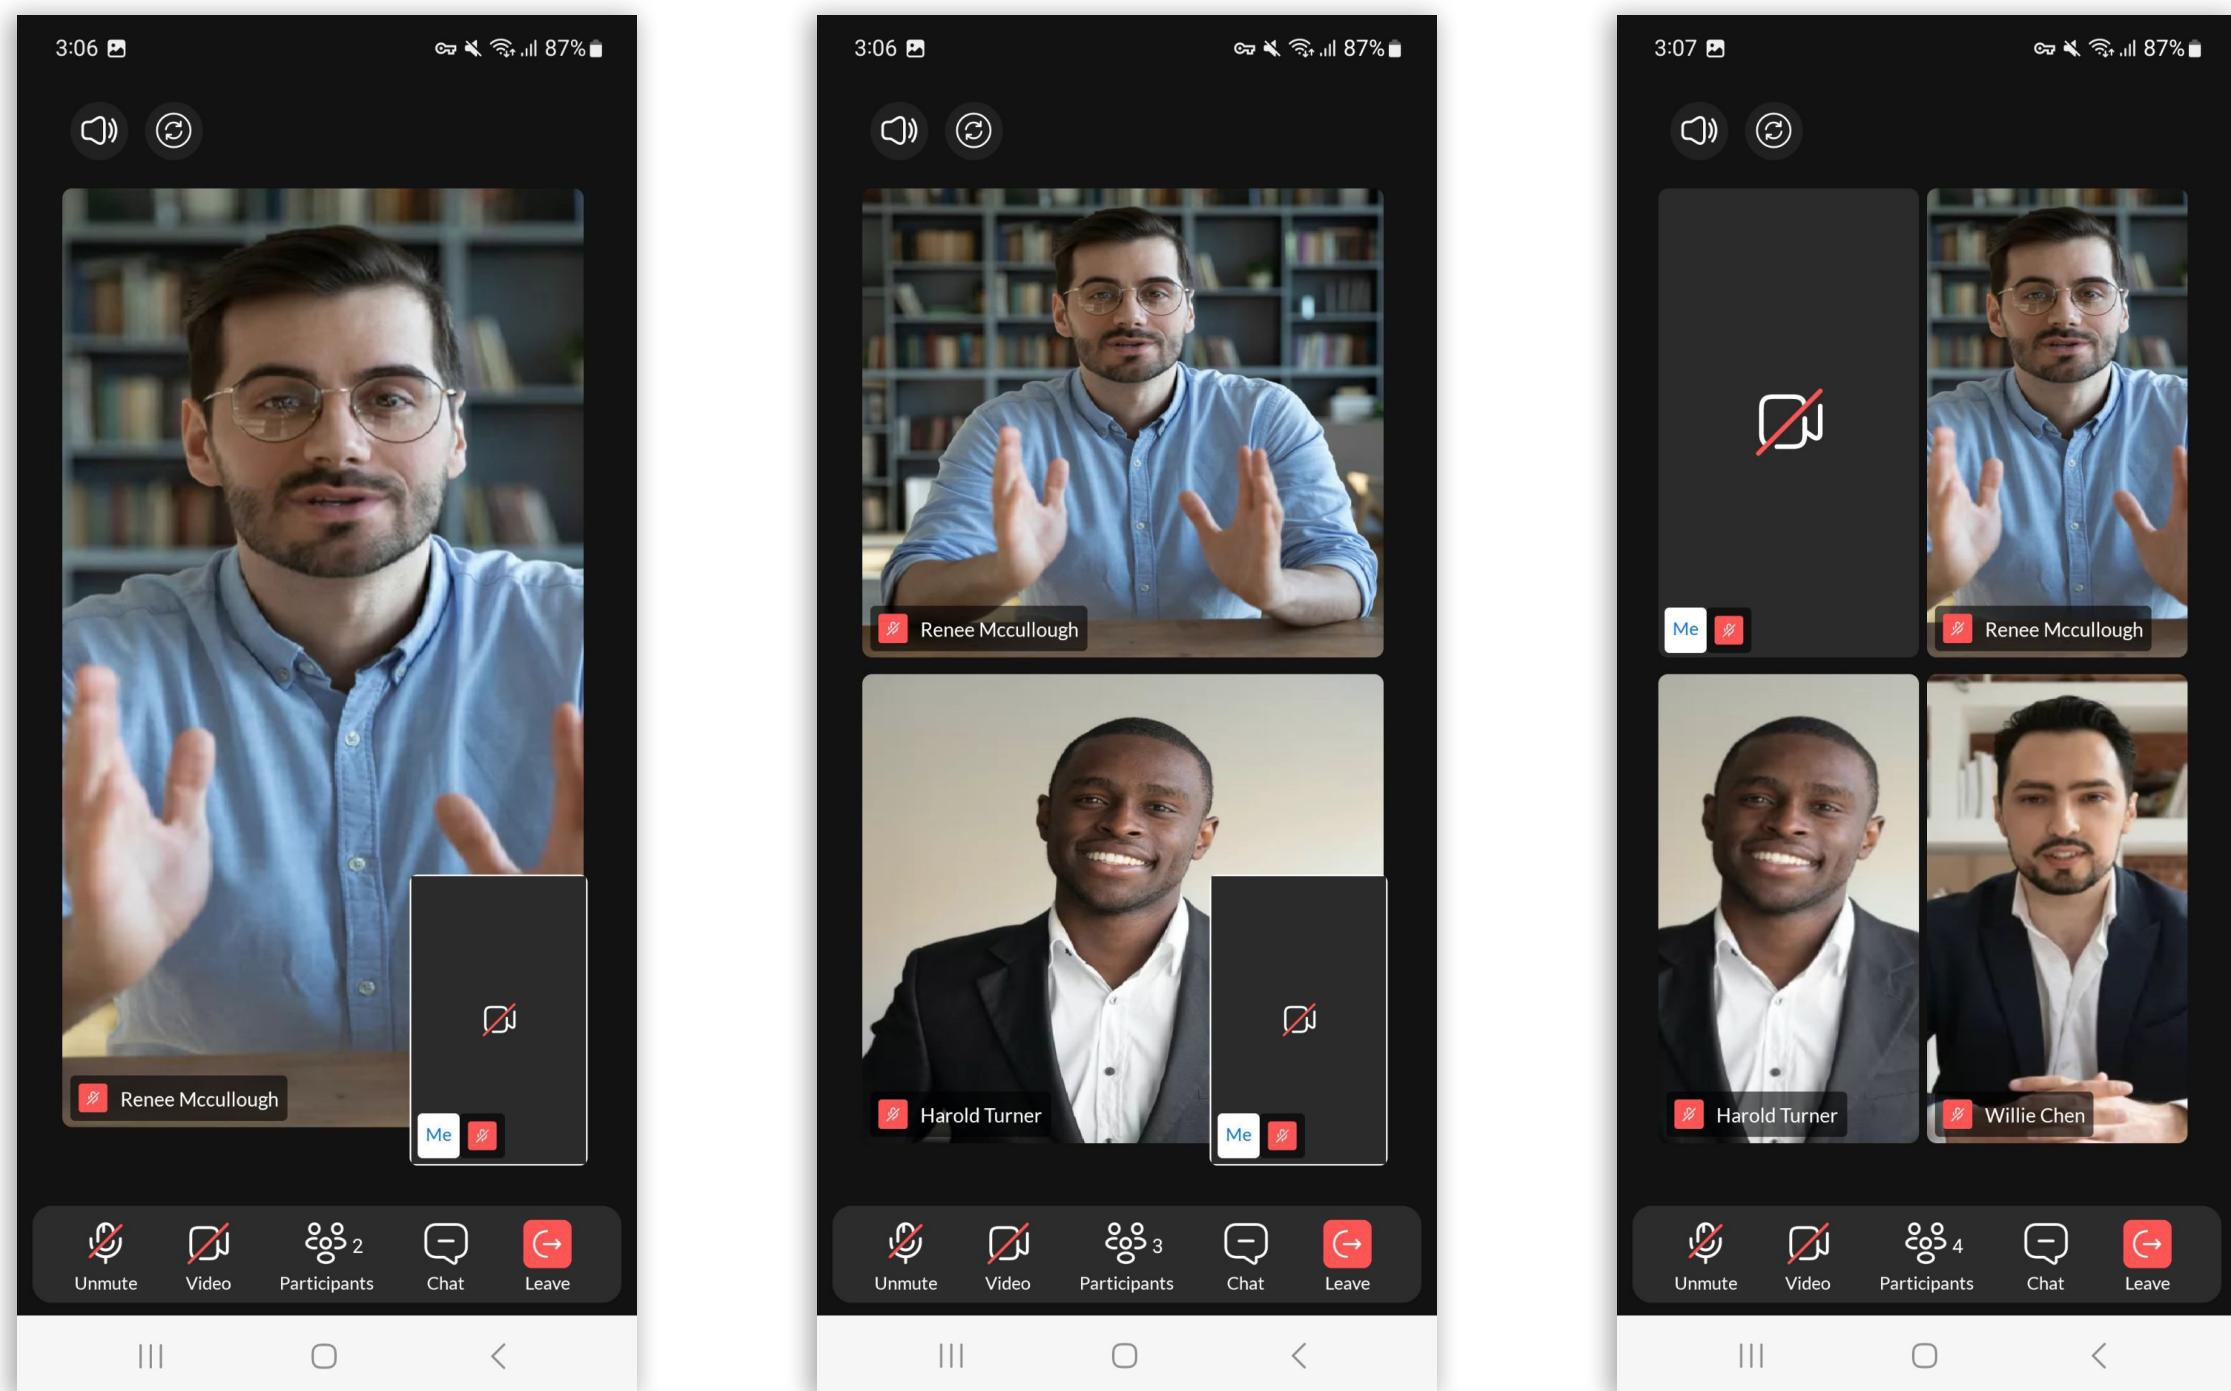 3:06 87%
Renee Mccullough
Me
2
Unmute Video Participants Chat Leave
3:06 87%
Renee Mccullough
Harold Turner
Me
3
Unmute Video Participants Chat Leave
3:07 87%
Me Renee Mccullough
Harold Turner Willie Chen
4
Unmute Video Participants Chat Leave